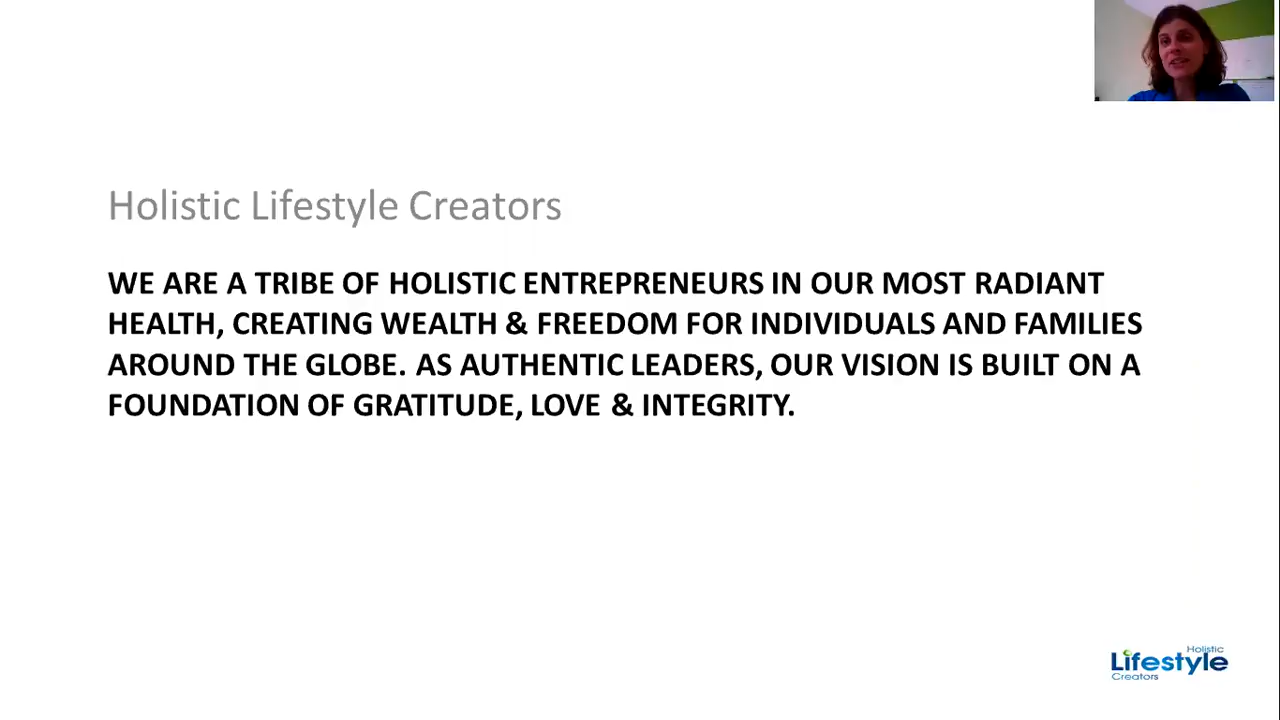 Holistic Lifestyle Creators
WE ARE A TRIBE OF HOLISTIC ENTREPRENEURS IN OUR MOST RADIANT
HEALTH, CREATING WEALTH & FREEDOM FOR INDIVIDUALS AND FAMILIES
AROUND THE GLOBE. AS AUTHENTIC LEADERS, OUR VISION IS BUILT ON A
FOUNDATION OF GRATITUDE, LOVE & INTEGRITY.
Holistic
Lifestyle
Creators